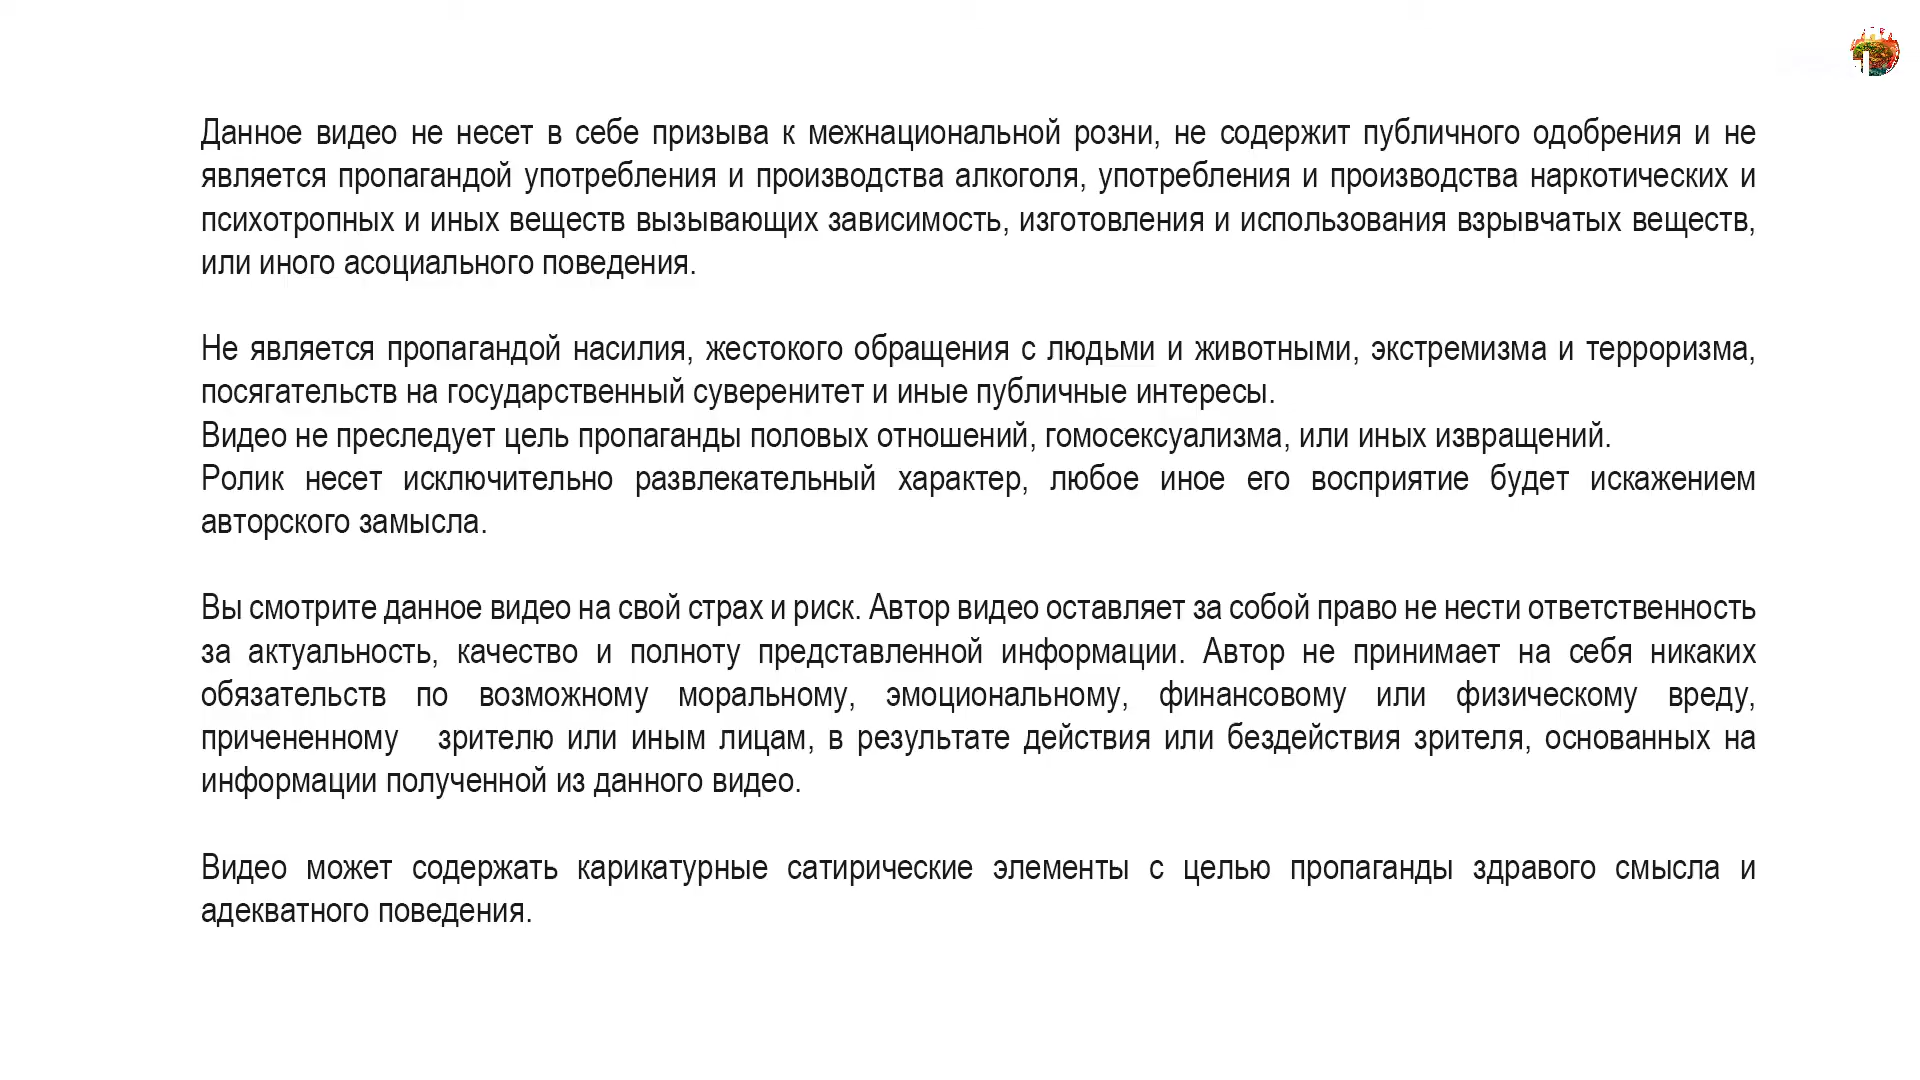 Данное видео не несет в себе призыва к межнациональной розни, не содержит публичного одобрения и не
является пропагандой употребления и производства алкоголя, употребления и производства наркотических и
психотропных и иных веществ вызывающих зависимость, изготовления и использования взрывчатых веществ,
или иного асоциального поведения.
Не является пропагандой насилия, жестокого обращения с людьми и животными, экстремизма и терроризма,
посягательств на государственный суверенитет и иные публичные интересы.
Видео не преследует цель пропаганды половых отношений, гомосексуализма, или иных извращений.
Ролик несет исключительно развлекательный характер, любое иное его восприятие будет искажением
авторского замысла.
Вы смотрите данное видео на свой страх и риск. Автор видео оставляет за собой право не нести ответственность
за актуальность, качество и полноту представленной информации. Автор не принимает на себя никаких
обязательств по возможному моральному, эмоциональному, финансовому или физическому вреду,
приченненому зрителю или иным лицам, в результате действия или бездействия зрителя, основанных на
информации полученной из данного видео.
Видео может содержать карикатурные сатирические элементы с целью пропаганды здравого смысла и
адекватного поведения.